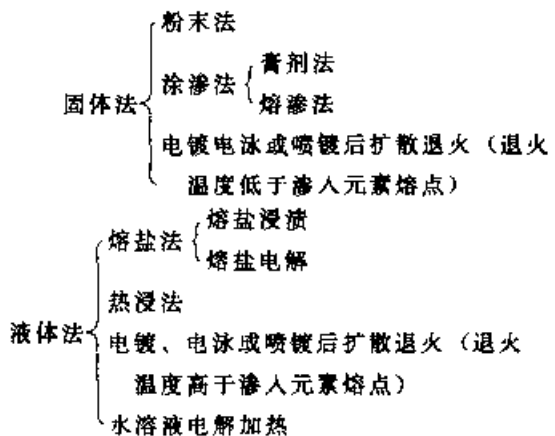 粉末法
涂渗法
膏剂法
熔渗法
固体法
电镀电泳或喷镀后扩散退火（退火
温度低于渗入元素熔点）
熔盐法
熔盐浸渍
熔盐电解
热浸法
液体法
电镀、电泳或喷镀后扩散退火（退火
温度高于渗入元素熔点）
水溶液电解加热